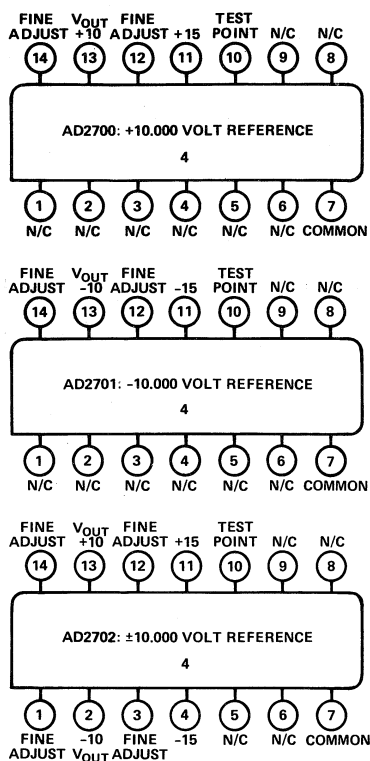 FINE VOUT FINE TEST
ADJUST +10 ADJUST +15 POINT N/C N/C
14 13 12 11 10 9 8
AD2700: +10.000 VOLT REFERENCE
4
1 2 3 4 5 6 7
N/C N/C N/C N/C N/C N/C COMMON
FINE VOUT FINE TEST
ADJUST -10 ADJUST -15 POINT N/C N/C
14 13 12 11 10 9 8
AD2701: -10.000 VOLT REFERENCE
4
1 2 3 4 5 6 7
N/C N/C N/C N/C N/C N/C COMMON
FINE VOUT FINE TEST
ADJUST +10 ADJUST +15 POINT N/C N/C
14 13 12 11 10 9 8
AD2702: ±10.000 VOLT REFERENCE
4
1 2 3 4 5 6 7
FINE -10 FINE -15 N/C N/C COMMON
ADJUST VOUT ADJUST